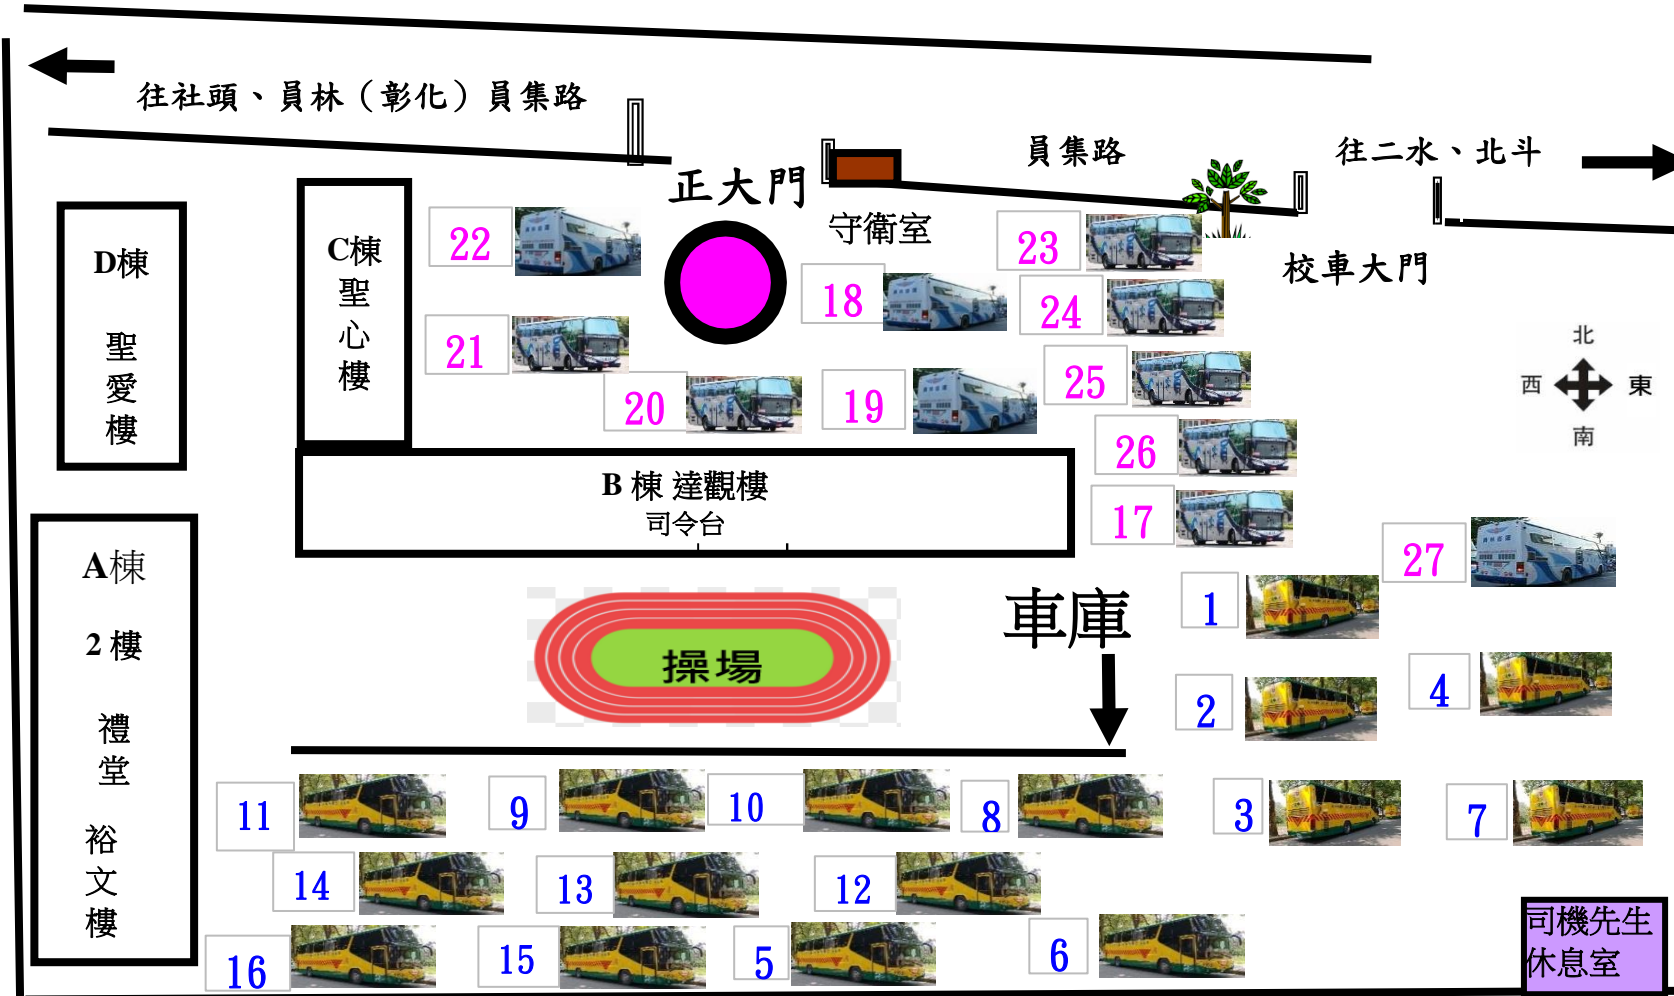 往社頭、員林（彰化）員集路
員集路
往二水、北斗
正大門
守衛室
校車大門
D棟
聖
愛
樓
C棟
聖
心
樓
22
21
20
18
19
23
24
25
26
17
27
北
西
東
南
B 棟 達觀樓
司令台
A棟
2 樓
禮
堂
裕
文
樓
操場
車庫
1
2
4
11
9
10
8
3
7
14
13
12
16
15
5
6
司機先生
休息室